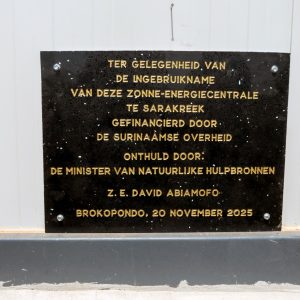 TER GELEGENHEID VAN
DE INGEBRUIKNAME
VAN DEZE ZONNE-ENERGIECENTRALE
TE SARAKREEK
GEFINANCIERD DOOR
DE SURINAAMSE OVERHEID
ONTHULD DOOR:
DE MINISTER VAN NATUURLIJKE HULPBRONNEN
Z. E. DAVID ABIAMOFO
BROKOPONDO, 20 NOVEMBER 2025